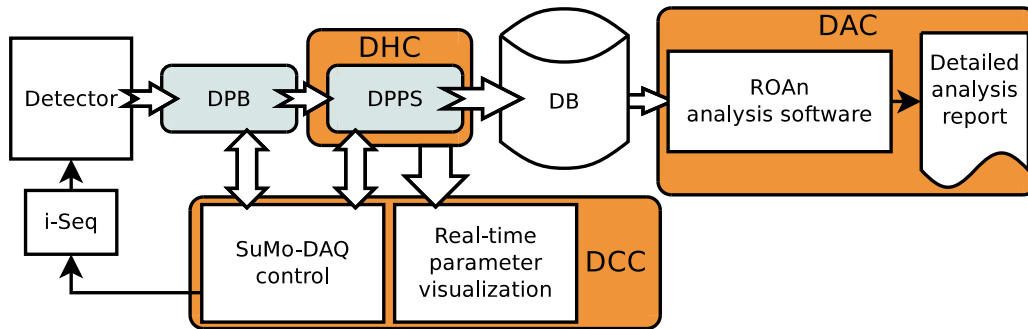 Detector
DPB
DHC
DPPS
DB
DAC
ROAn
analysis software
Detailed
analysis
report
i-Seq
SuMo-DAQ
control
Real-time
parameter
visualization
DCC